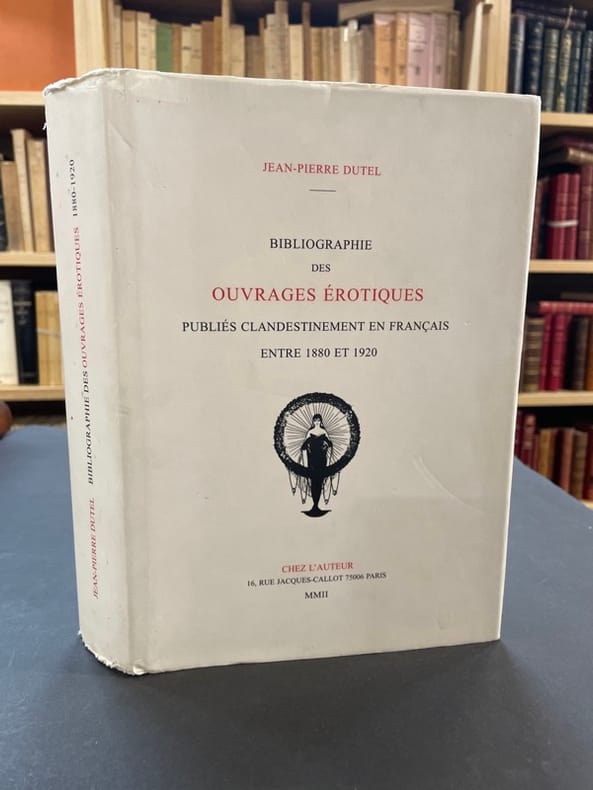 JEAN-PIERRE DUTEL
BIBLIOGRAPHIE
DES
OUVRAGES ÉROTIQUES
PUBLIÉS CLANDESTINEMENT EN FRANÇAIS
ENTRE 1880 ET 1920
CHEZ L'AUTEUR
16, RUE JACQUES-CALLOT 75006 PARIS
MMII
JEAN-PIERRE DUTEL BIBLIOGRAPHIE DES OUVRAGES ÉROTIQUES 1880-1920